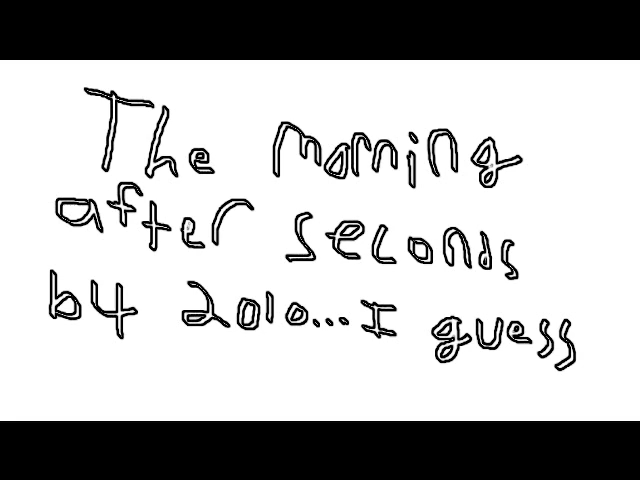 The morning
after seconds
b4 2010...I guess